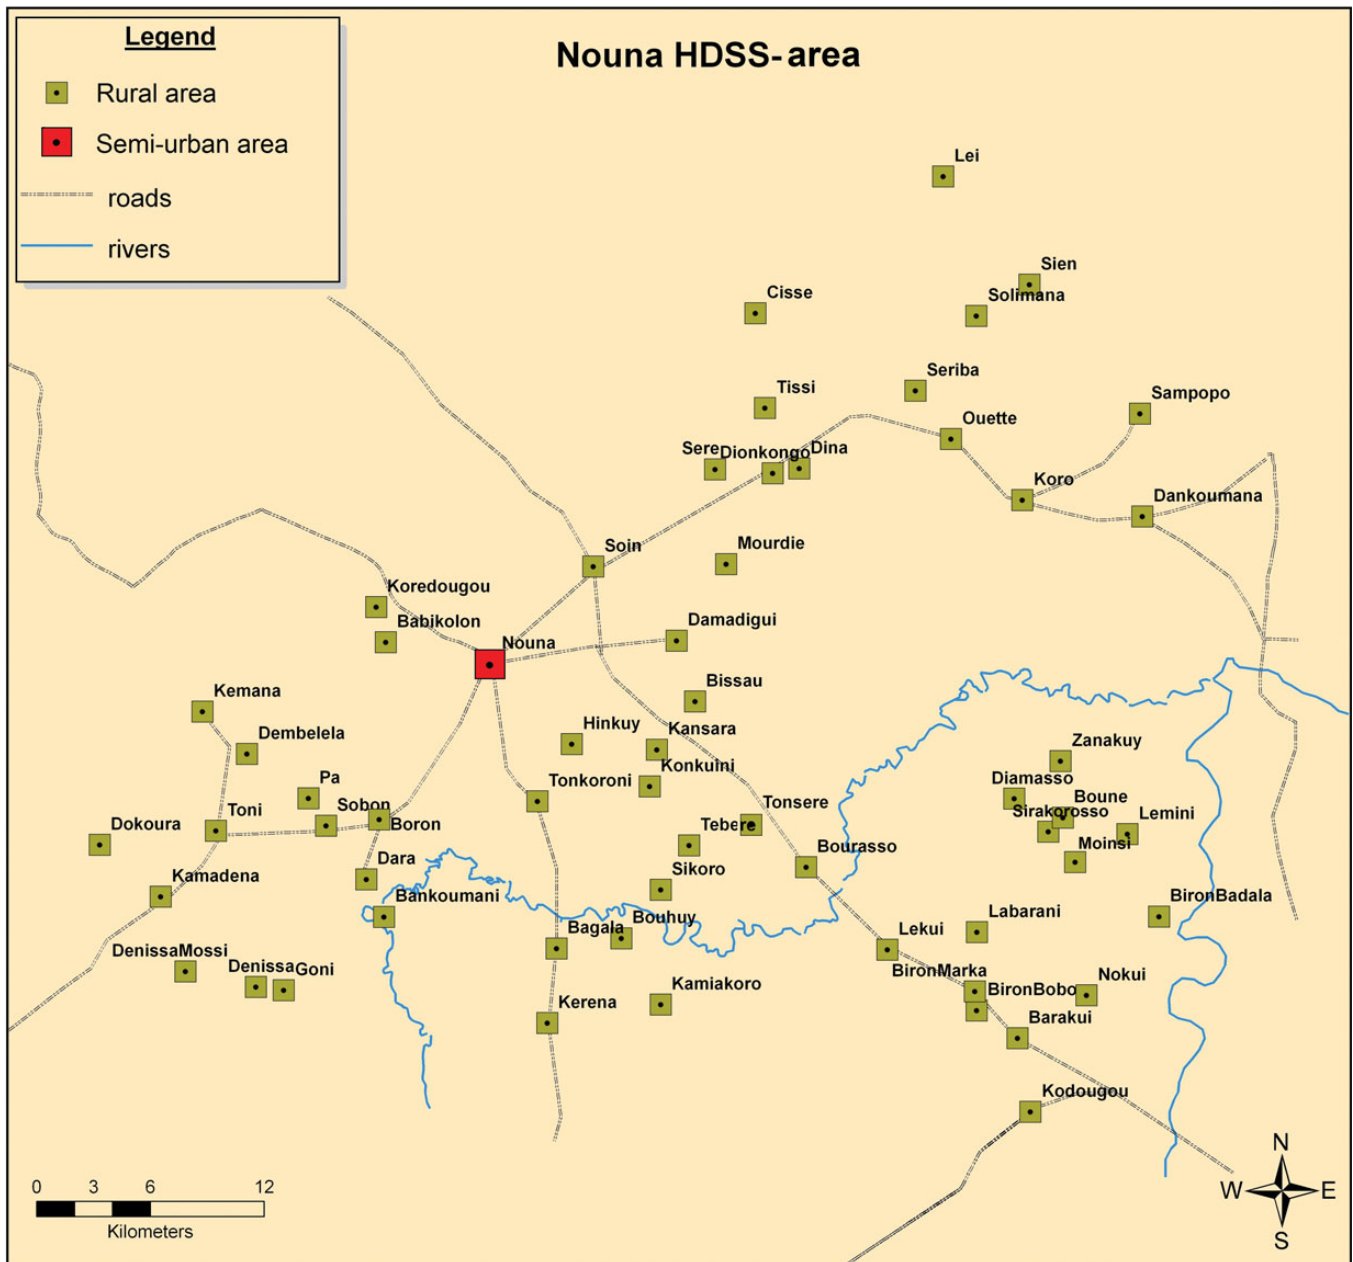 Legend
Rural area
Semi-urban area
roads
rivers
Nouna HDSS-area
Lei
Sien
Solimana
Cisse
Seriba
Tissi
Sampopo
Ouette
Sere
Dionkongo
Dina
Koro
Dankoumana
Soin
Mourdie
Koredougou
Babikolon
Damadigui
Nouna
Bissau
Kemana
Hinkuy
Kansara
Dembelela
Zanakuy
Konkuini
Pa
Tonkoroni
Diamasso
Boune
Toni
Sobon
Tonsere
Sirakorosso
Lemini
Dokoura
Boron
Tebere
Moinsi
Bourasso
Dara
Sikoro
Kamadena
BironBadala
Bankoumani
Bouhuy
Labarani
Bagala
Lekui
DenissaMossi
Denissa
Goni
BironMarka
Nokui
Kamiakoro
BironBobo
Kerena
Barakui
Kodougou
N
W
E
S
0 3 6 12
Kilometers